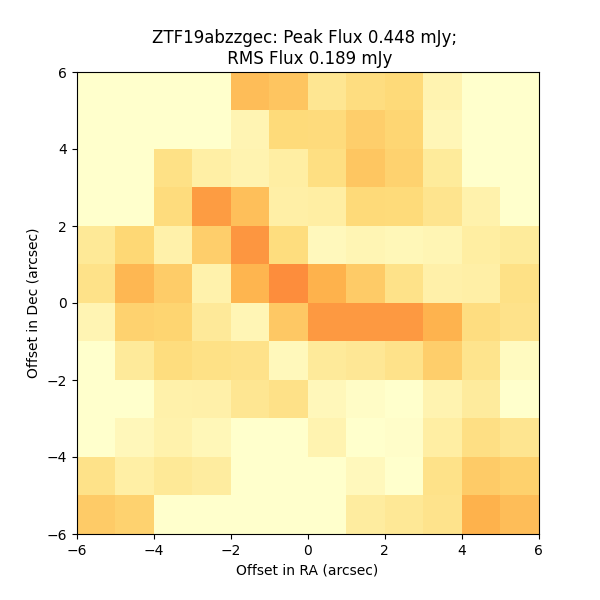 ZTF19abzzgec: Peak Flux 0.448 mJy;
RMS Flux 0.189 mJy
6
4
2
0
−2
−4
−6
Offset in Dec (arcsec)
−6 −4 −2 0 2 4 6
Offset in RA (arcsec)